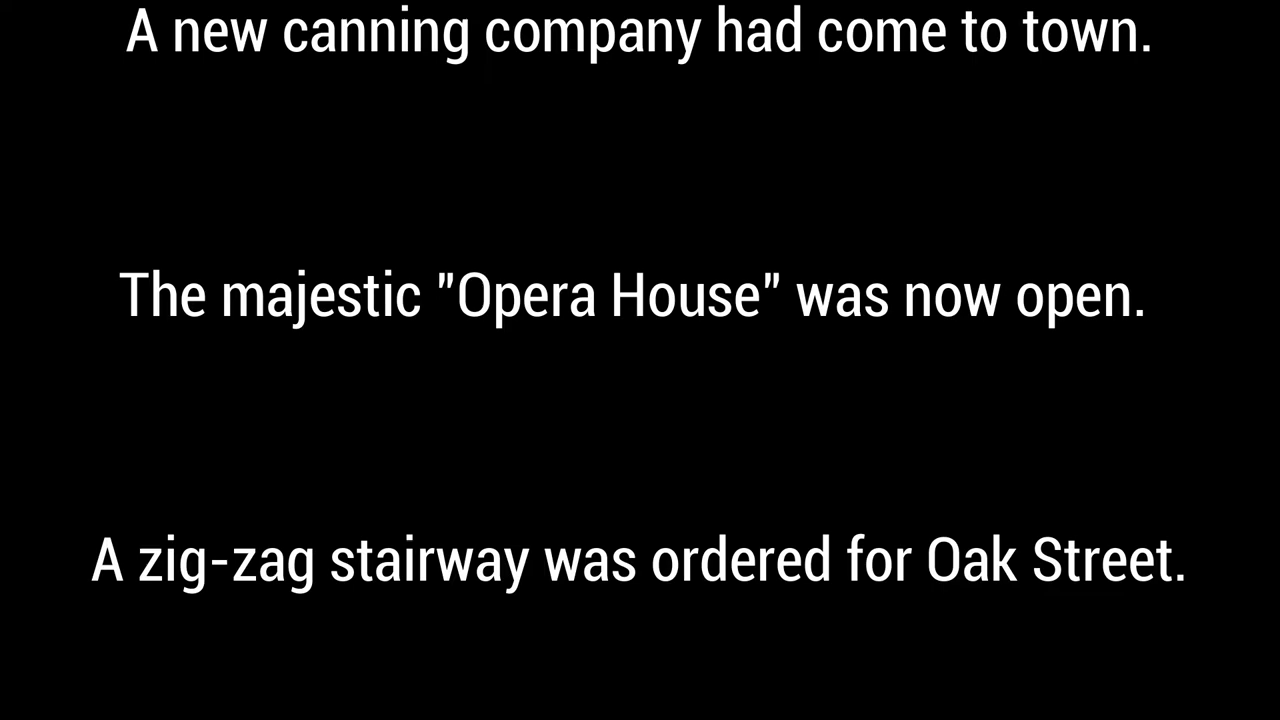 A new canning company had come to town.
The majestic "Opera House" was now open.
A zig-zag stairway was ordered for Oak Street.